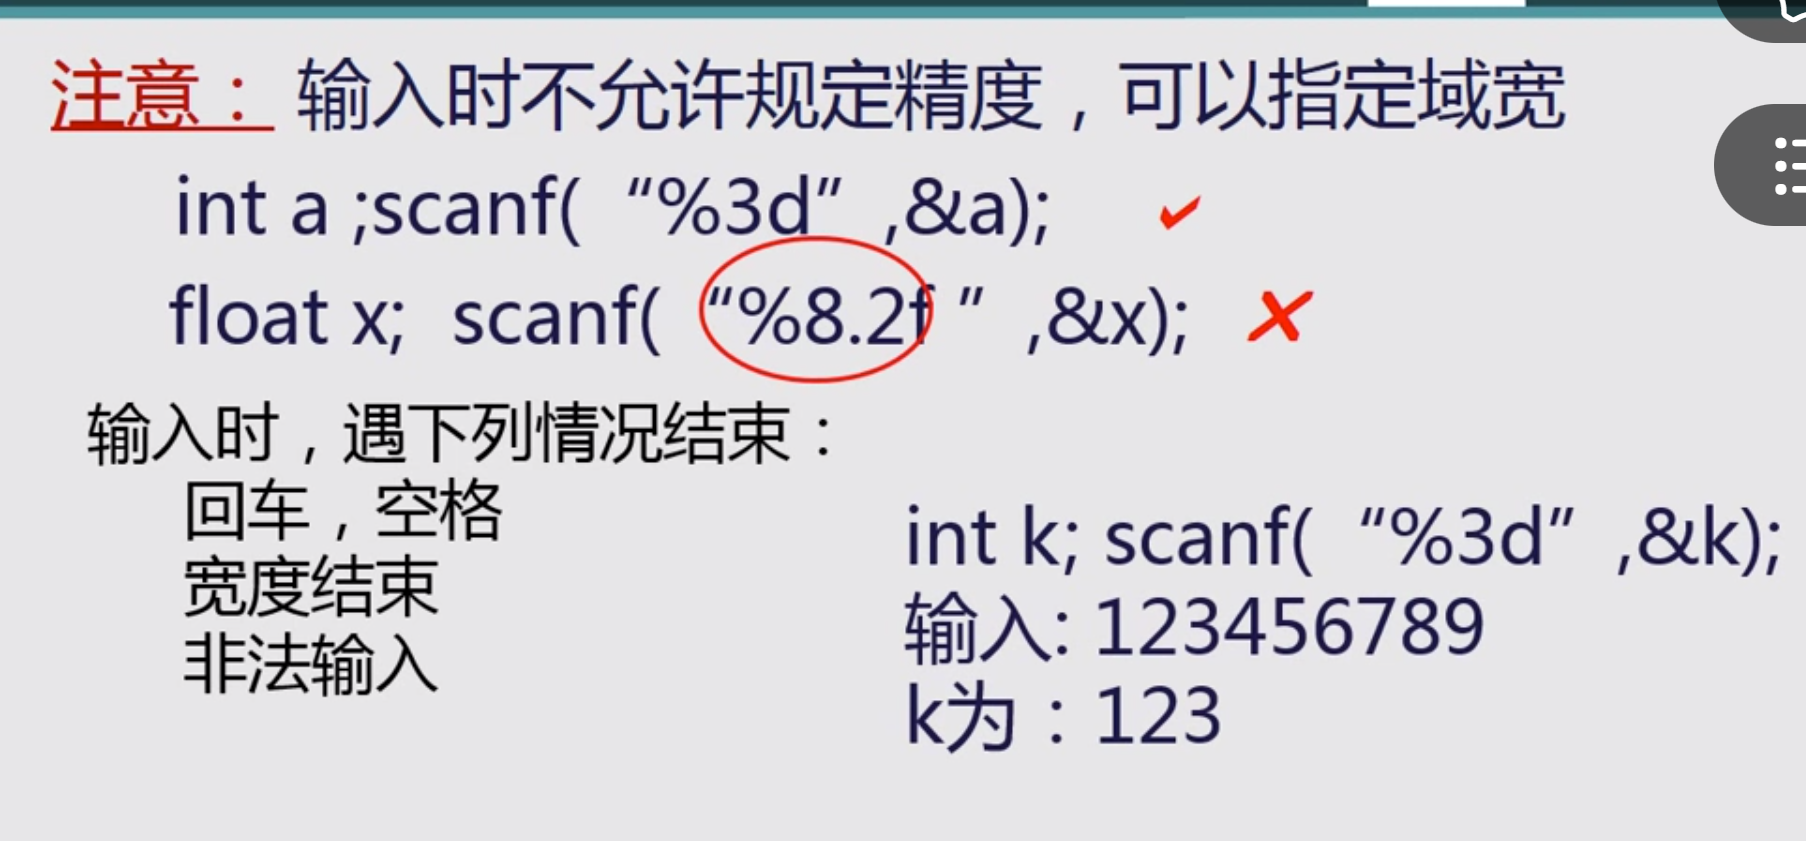 注意：输入时不允许规定精度，可以指定域宽
int a ;scanf( “%3d” ,&a);
float x; scanf( “%8.2f ” ,&x);
输入时，遇下列情况结束：
回车，空格
宽度结束
非法输入
int k; scanf( “%3d” ,&k);
输入: 123456789
k为：123